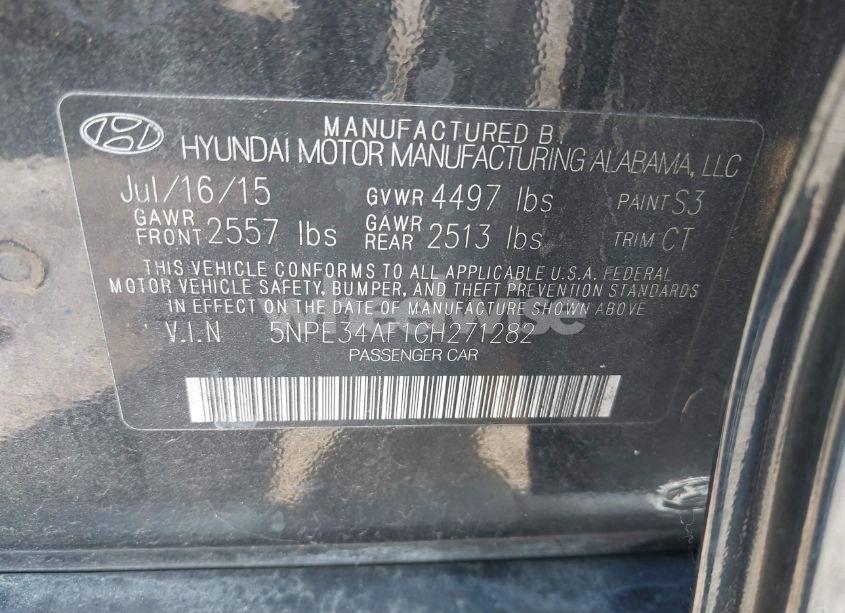 MANUFACTURED BY
HYUNDAI MOTOR MANUFACTURING ALABAMA, LLC
Jul/16/15 GVWR 4497 lbs PAINT S3
GAWR FRONT 2557 lbs GAWR REAR 2513 lbs TRIM CT
THIS VEHICLE CONFORMS TO ALL APPLICABLE U.S.A. FEDERAL
MOTOR VEHICLE SAFETY, BUMPER, AND THEFT PREVENTION STANDARDS
IN EFFECT ON THE DATE OF MANUFACTURE SHOWN ABOVE
V.I.N 5NPE34AF1GH271282
PASSENGER CAR